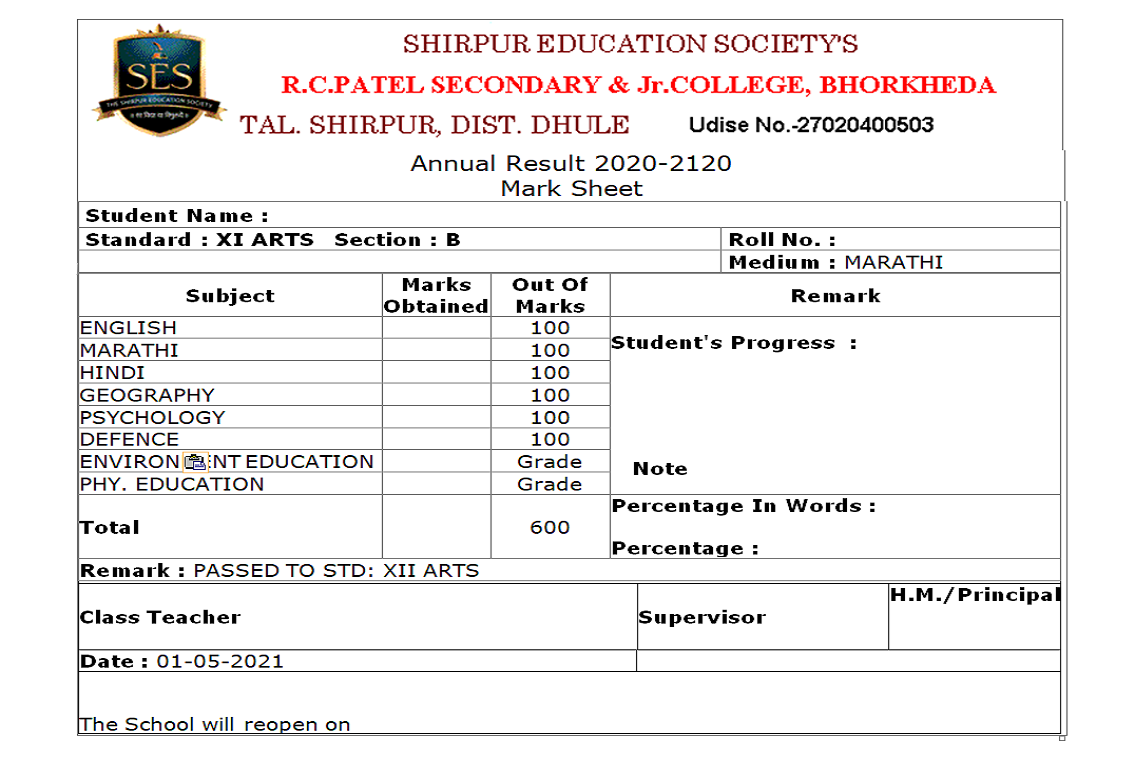 SHIRPUR EDUCATION SOCIETY'S
R.C.PATEL SECONDARY & Jr.COLLEGE, BHORKHEDA
TAL. SHIRPUR, DIST. DHULE Udise No.-27020400503
SES
THE SHIRPUR EDUCATION SOCIETY
Annual Result 2020-2120
Mark Sheet
Student Name :
Standard : XI ARTS Section : B Roll No. :
Medium : MARATHI
Subject Marks Obtained Out Of Marks Remark
ENGLISH 100
MARATHI 100
HINDI 100
GEOGRAPHY 100
PSYCHOLOGY 100
DEFENCE 100
ENVIRON NT EDUCATION Grade
PHY. EDUCATION Grade
Student's Progress :
Note
Total 600
Percentage In Words :
Percentage :
Remark : PASSED TO STD: XII ARTS
Class Teacher Supervisor H.M./Principal
Date : 01-05-2021
The School will reopen on